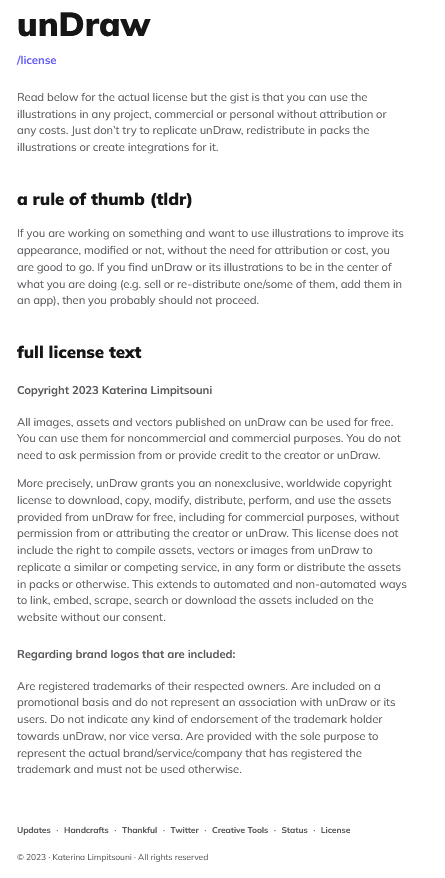 unDraw
/license
Read below for the actual license but the gist is that you can use the
illustrations in any project, commercial or personal without attribution or
any costs. Just don’t try to replicate unDraw, redistribute in packs the
illustrations or create integrations for it.
a rule of thumb (tldr)
If you are working on something and want to use illustrations to improve its
appearance, modified or not, without the need for attribution or cost, you
are good to go. If you find unDraw or its illustrations to be in the center of
what you are doing (e.g. sell or re-distribute one/some of them, add them in
an app), then you probably should not proceed.
full license text
Copyright 2023 Katerina Limpitsouni
All images, assets and vectors published on unDraw can be used for free.
You can use them for noncommercial and commercial purposes. You do not
need to ask permission from or provide credit to the creator or unDraw.
More precisely, unDraw grants you an nonexclusive, worldwide copyright
license to download, copy, modify, distribute, perform, and use the assets
provided from unDraw for free, including for commercial purposes, without
permission from or attributing the creator or unDraw. This license does not
include the right to compile assets, vectors or images from unDraw to
replicate a similar or competing service, in any form or distribute the assets
in packs or otherwise. This extends to automated and non-automated ways
to link, embed, scrape, search or download the assets included on the
website without our consent.
Regarding brand logos that are included:
Are registered trademarks of their respected owners. Are included on a
promotional basis and do not represent an association with unDraw or its
users. Do not indicate any kind of endorsement of the trademark holder
towards unDraw, nor vice versa. Are provided with the sole purpose to
represent the actual brand/service/company that has registered the
trademark and must not be used otherwise.
Updates · Handcrafts · Thankful · Twitter · Creative Tools · Status · License
© 2023 · Katerina Limpitsouni · All rights reserved